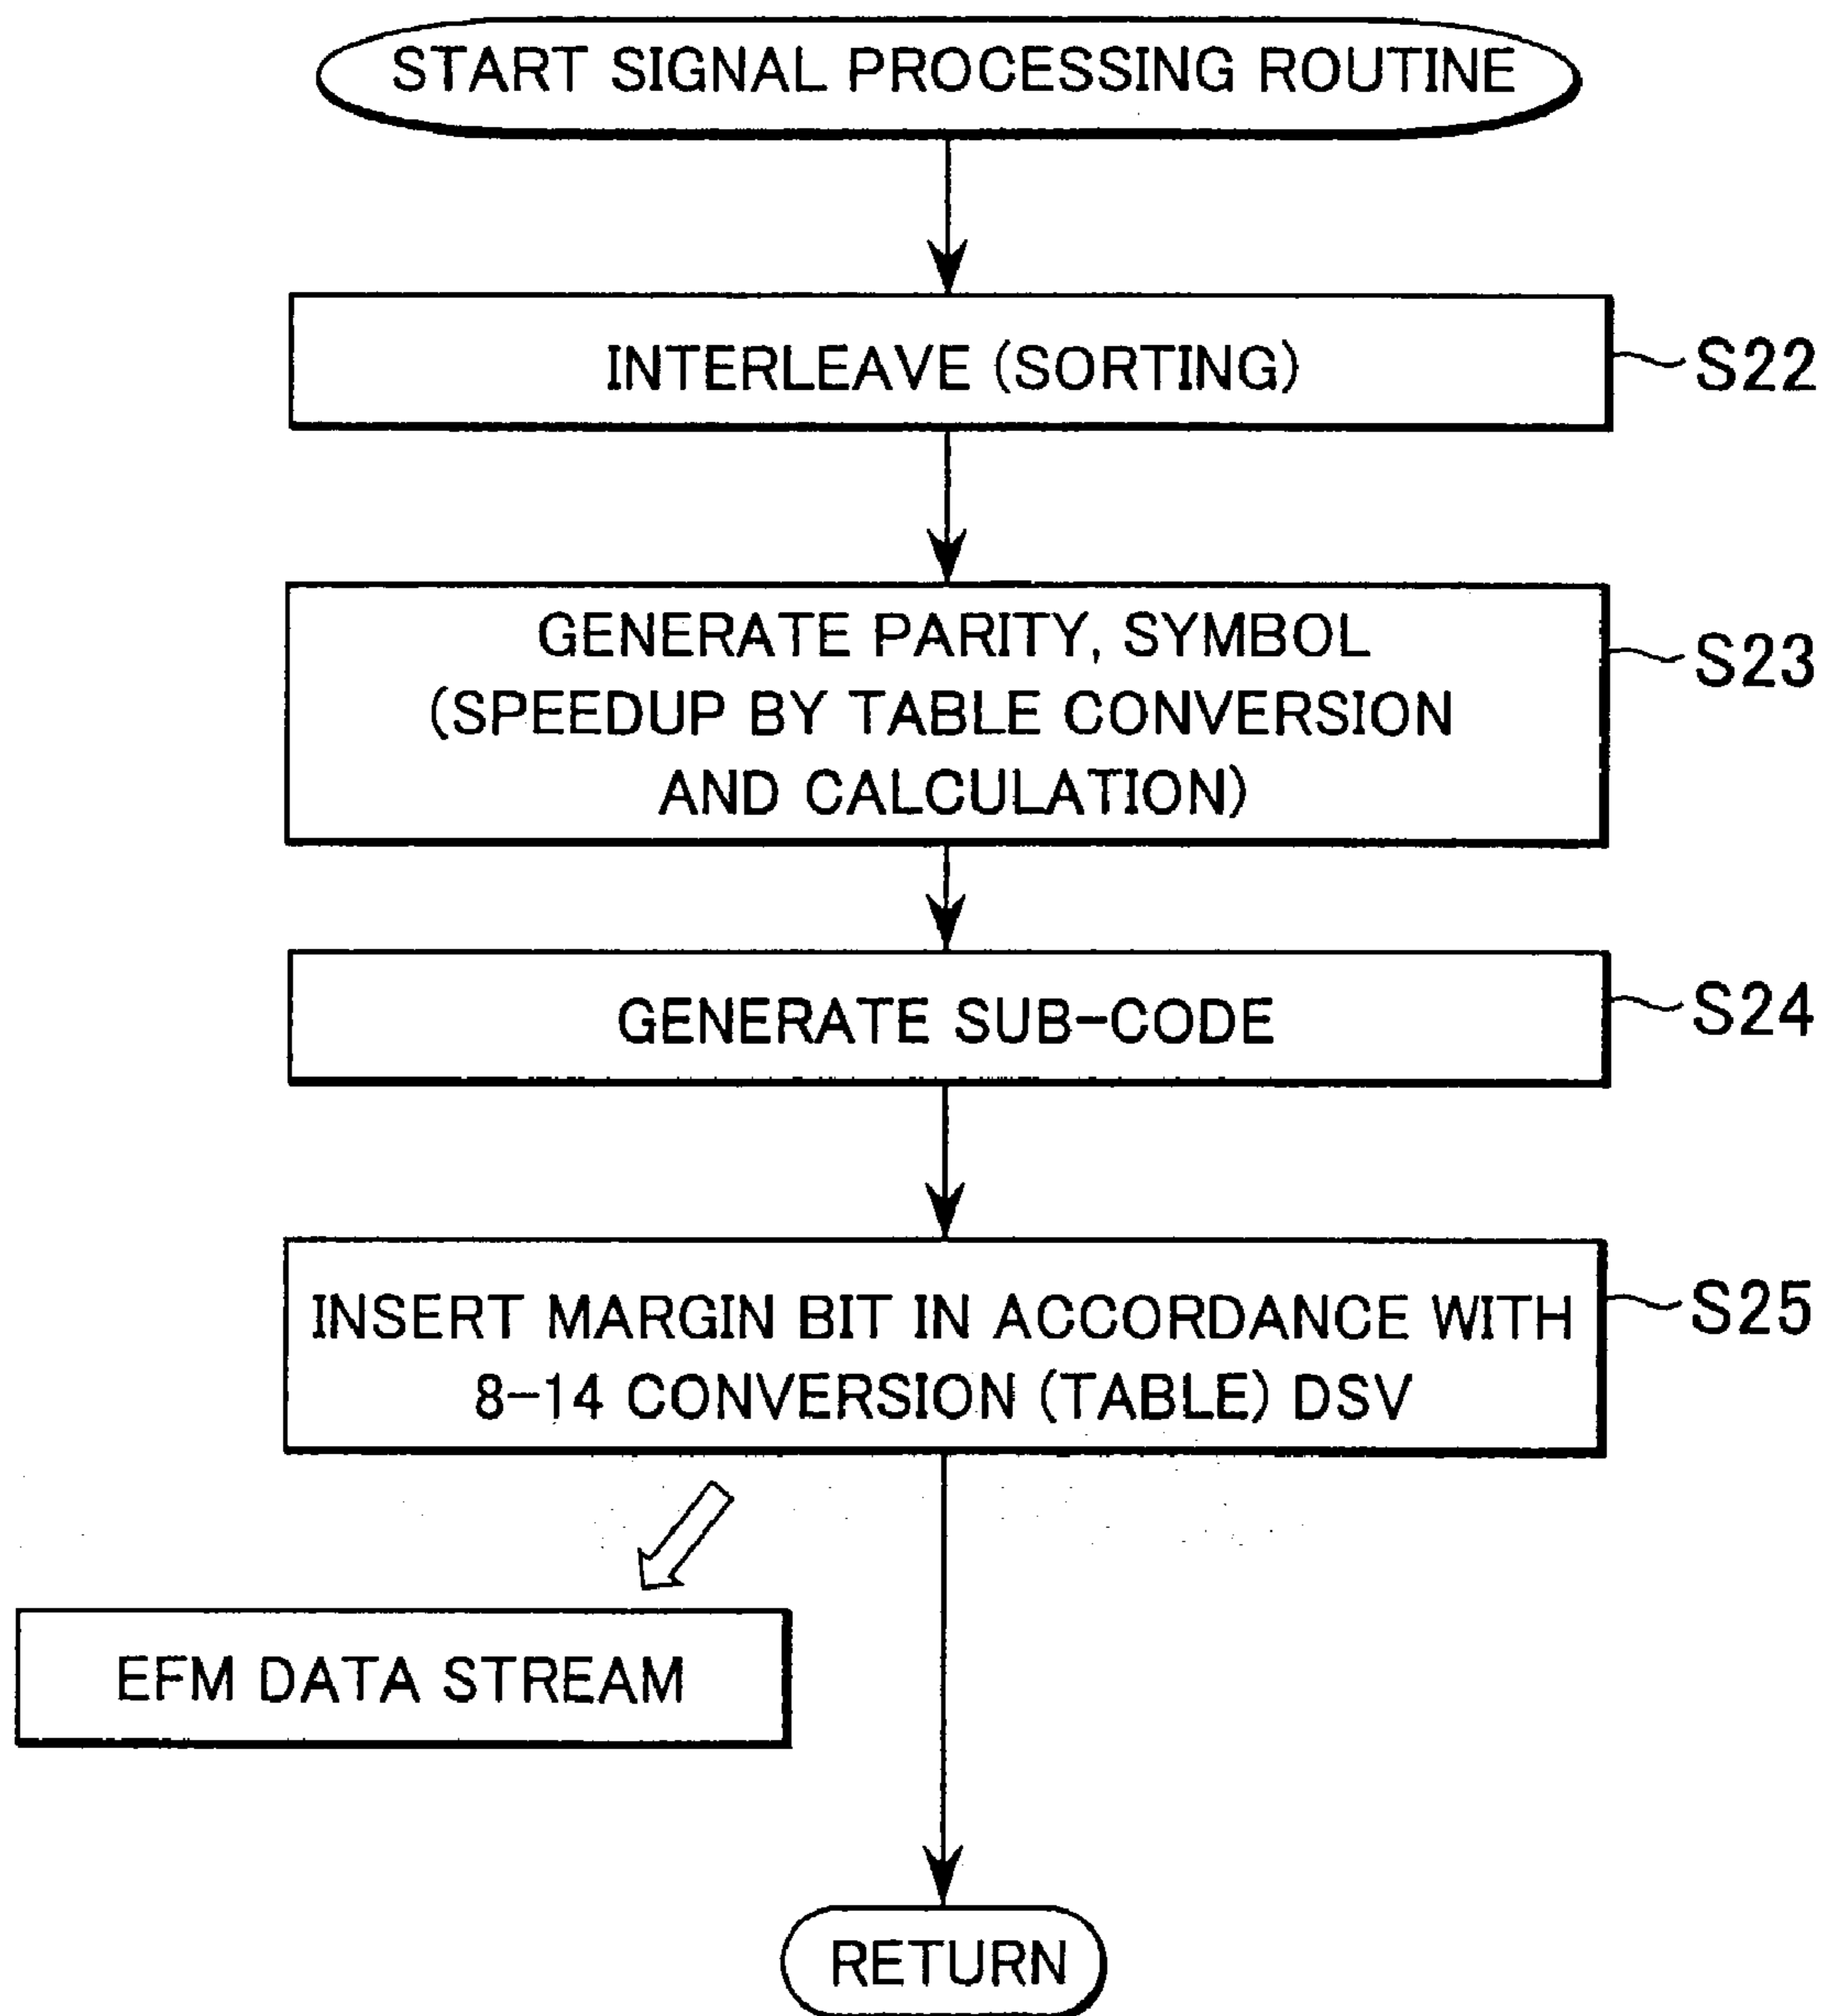 START SIGNAL PROCESSING ROUTINE
INTERLEAVE (SORTING)
S22
GENERATE PARITY, SYMBOL
(SPEEDUP BY TABLE CONVERSION
AND CALCULATION)
S23
GENERATE SUB-CODE
S24
INSERT MARGIN BIT IN ACCORDANCE WITH
8-14 CONVERSION (TABLE) DSV
S25
EFM DATA STREAM
RETURN